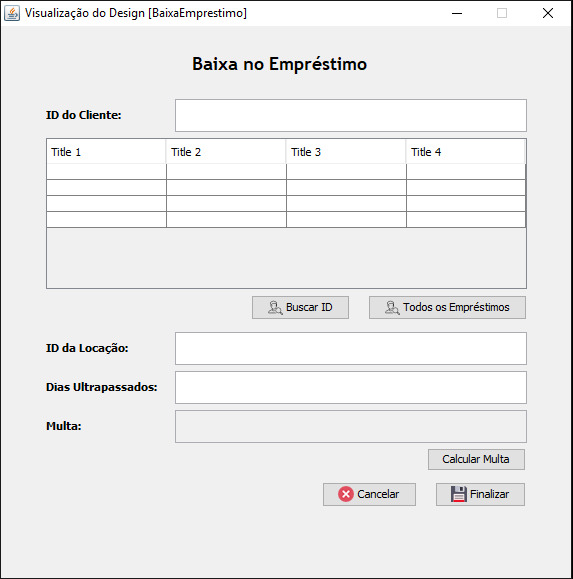 Visualização do Design [BaixaEmprestimo]
Baixa no Empréstimo
ID do Cliente:
Title 1 Title 2 Title 3 Title 4
Buscar ID Todos os Empréstimos
ID da Locação:
Dias Ultrapassados:
Multa:
Calcular Multa
Cancelar Finalizar